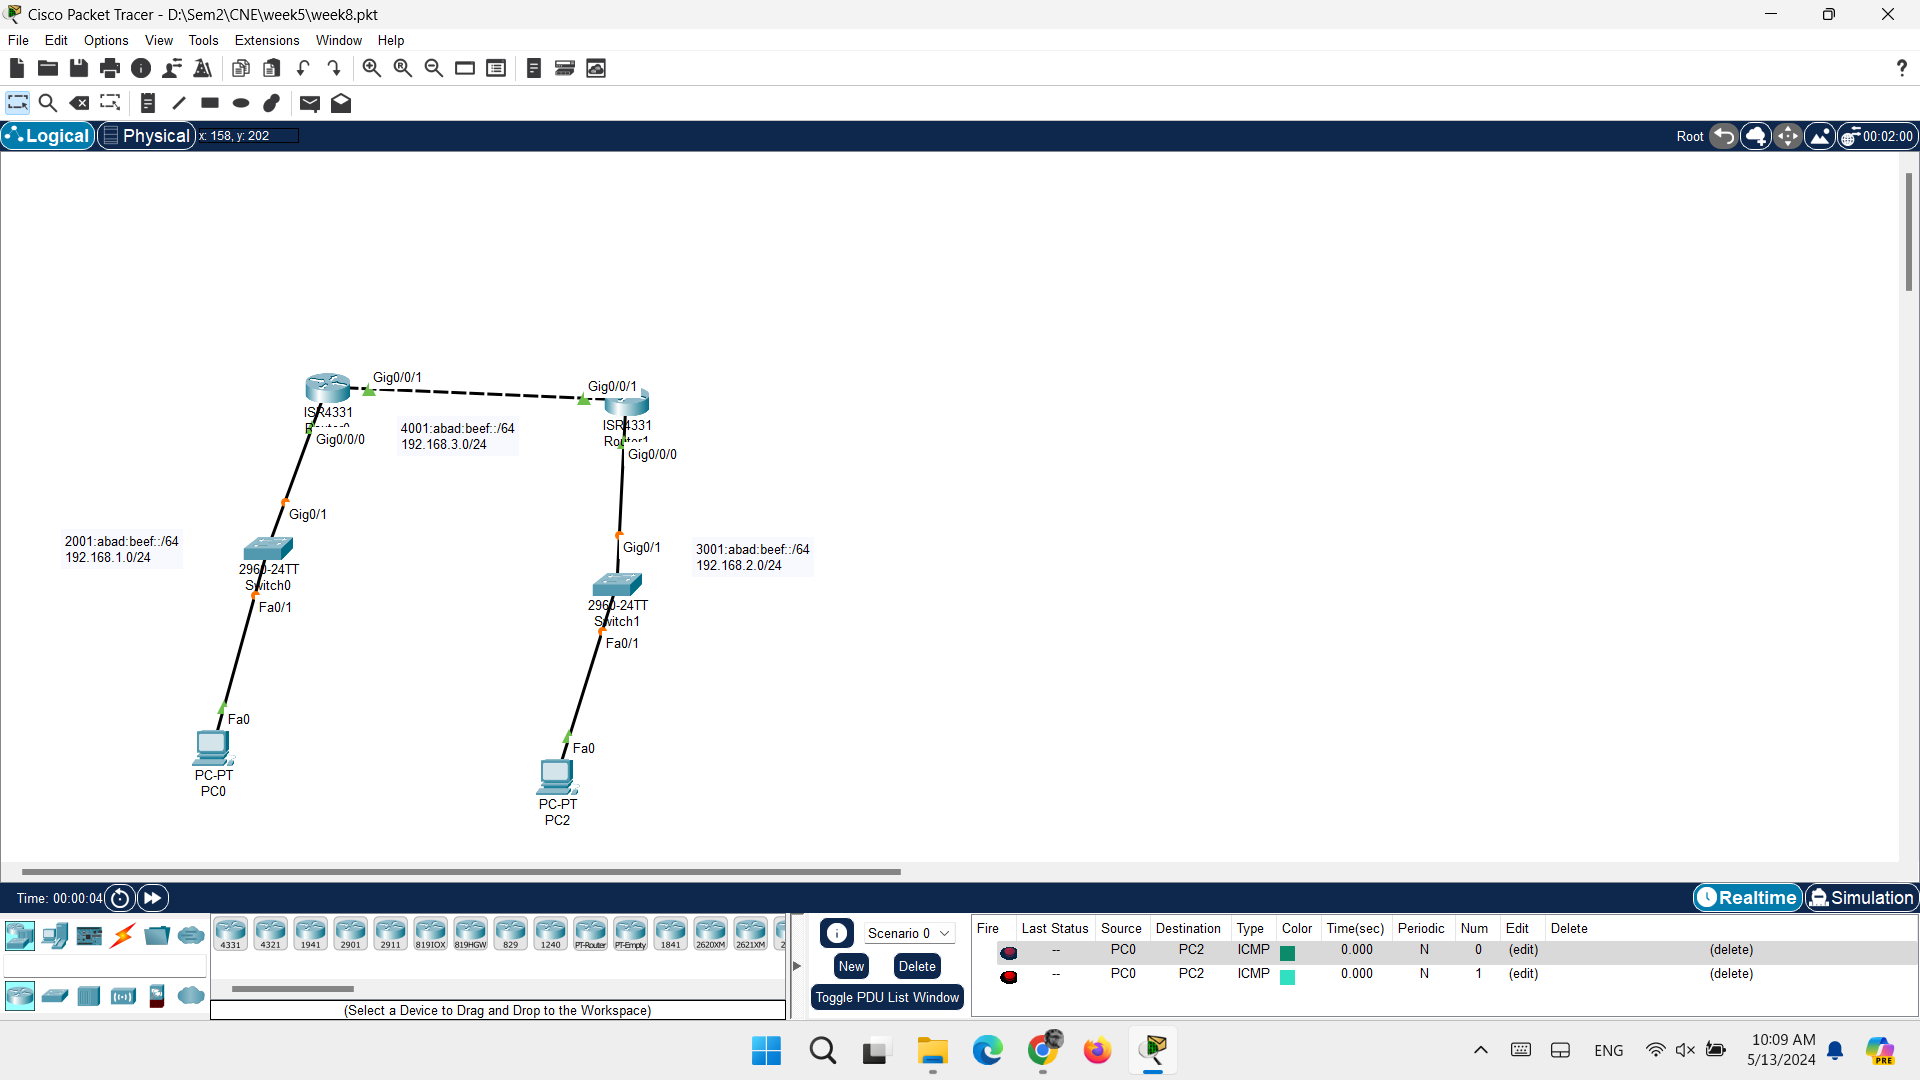 Cisco Packet Tracer - D:\Sem2\CNE\week5\week8.pkt
File Edit Options View Tools Extensions Window Help
?
Logical Physical x: 158, y: 202 Root 00:02:00
Gig0/0/1
Gig0/0/1
ISR4331
Gig0/0/0
4001:abad:beef::/64
192.168.3.0/24
ISR4331
Gig0/0/0
Gig0/1
2001:abad:beef::/64
192.168.1.0/24
2960-24TT
Switch0
Fa0/1
Gig0/1
3001:abad:beef::/64
192.168.2.0/24
2960-24TT
Switch1
Fa0/1
Fa0
PC-PT
PC0
Fa0
PC-PT
PC2
Time: 00:00:04 Realtime Simulation
4331 4321 1941 2901 2911 819IOX 819HGW 829 1240 PT-Router PT-Empty 1841 2620XM 2621XM 2
(Select a Device to Drag and Drop to the Workspace)
Scenario 0
New Delete
Toggle PDU List Window
Fire Last Status Source Destination Type Color Time(sec) Periodic Num Edit Delete
-- PC0 PC2 ICMP 0.000 N 0 (edit) (delete)
-- PC0 PC2 ICMP 0.000 N 1 (edit) (delete)
ENG
10:09 AM
5/13/2024
PRE